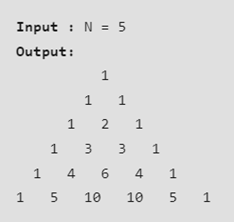 Input : N = 5
Output:
1
1 1
1 2 1
1 3 3 1
1 4 6 4 1
1 5 10 10 5 1